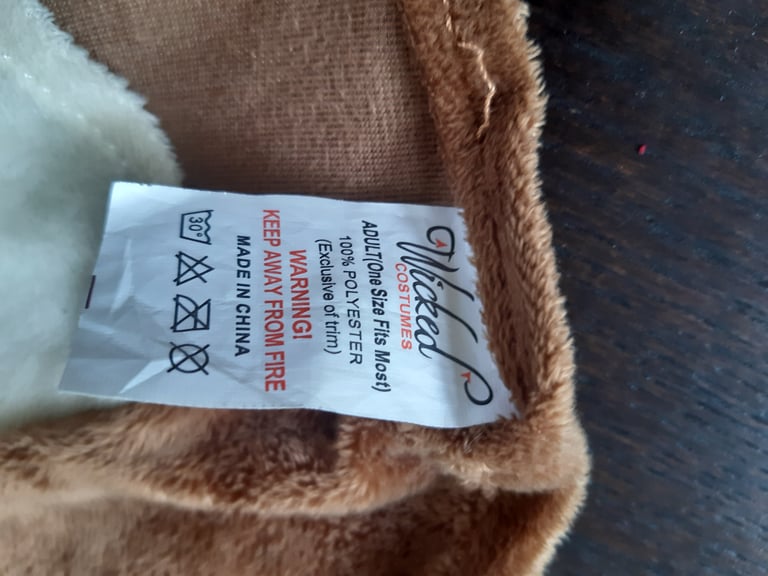 Wicked
COSTUMES
ADULT(One Size Fits Most)
100% POLYESTER
(Exclusive of trim)
WARNING!
KEEP AWAY FROM FIRE
MADE IN CHINA
30°